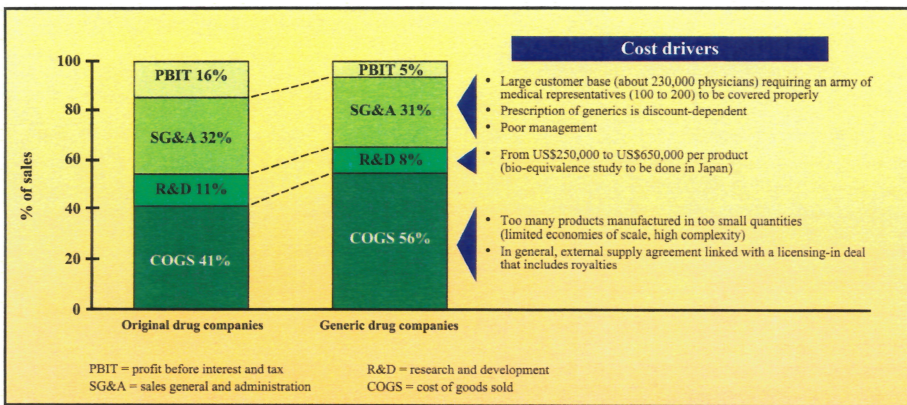 Cost drivers
100
80
60
40
20
0
% of sales
PBIT 16%
SG&A 32%
R&D 11%
COGS 41%
PBIT 5%
SG&A 31%
R&D 8%
COGS 56%
Original drug companies
Generic drug companies
• Large customer base (about 230,000 physicians) requiring an army of
medical representatives (100 to 200) to be covered properly
• Prescription of generics is discount-dependent
• Poor management
• From US$250,000 to US$650,000 per product
(bio-equivalence study to be done in Japan)
• Too many products manufactured in too small quantities
(limited economies of scale, high complexity)
• In general, external supply agreement linked with a licensing-in deal
that includes royalties
PBIT = profit before interest and tax
SG&A = sales general and administration
R&D = research and development
COGS = cost of goods sold